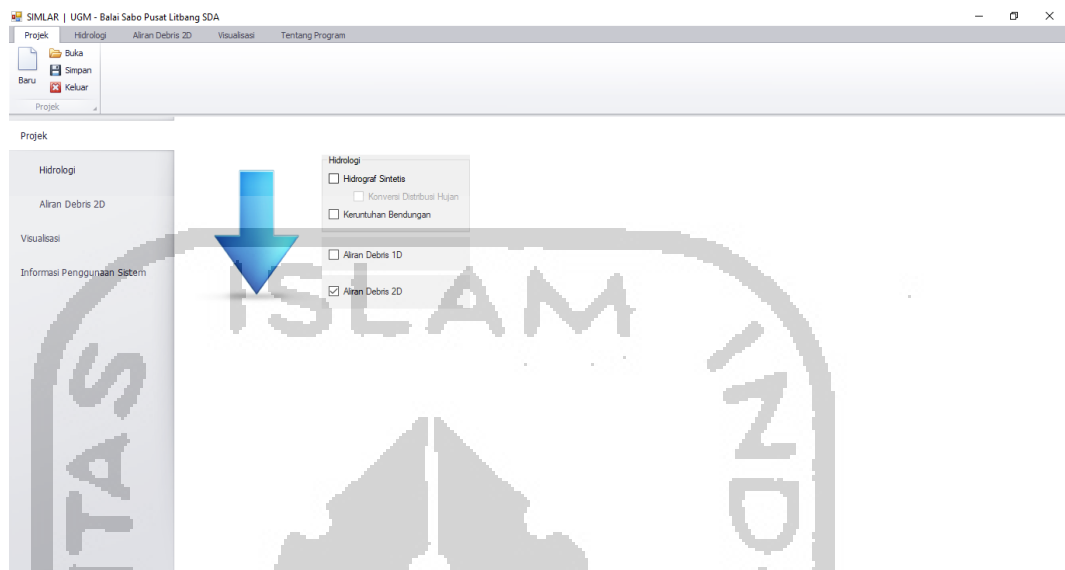 SIMLAR | UGM - Balai Sabo Pusat Litbang SDA
Projek Hidrologi Aliran Debris 2D Visualisasi Tentang Program
Baru
Buka
Simpan
Keluar
Projek
Projek
Hidrologi
Aliran Debris 2D
Visualisasi
Informasi Penggunaan Sistem
Hidrologi
Hidrograf Sintetis
Konversi Distribusi Hujan
Keruntuhan Bendungan
Aliran Debris 1D
Aliran Debris 2D
ISLAM